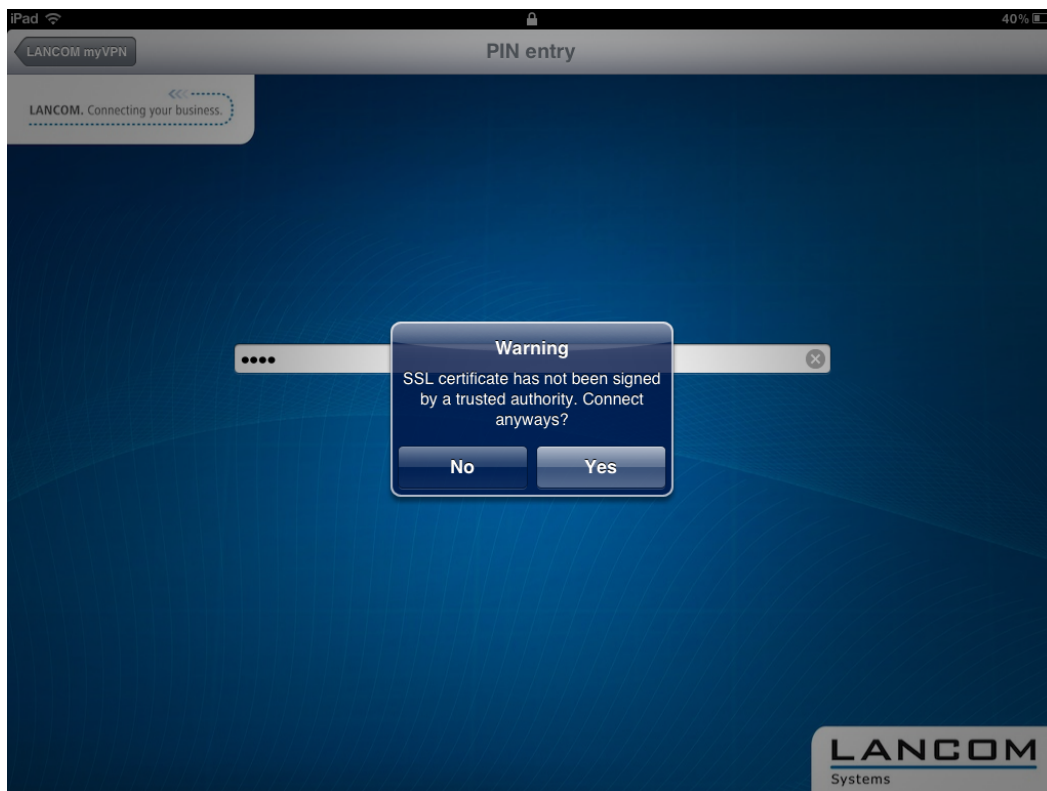 iPad
40%
LANCOM myVPN
PIN entry
LANCOM. Connecting your business.
Warning
SSL certificate has not been signed
by a trusted authority. Connect
anyways?
No
Yes
LANCOM
Systems